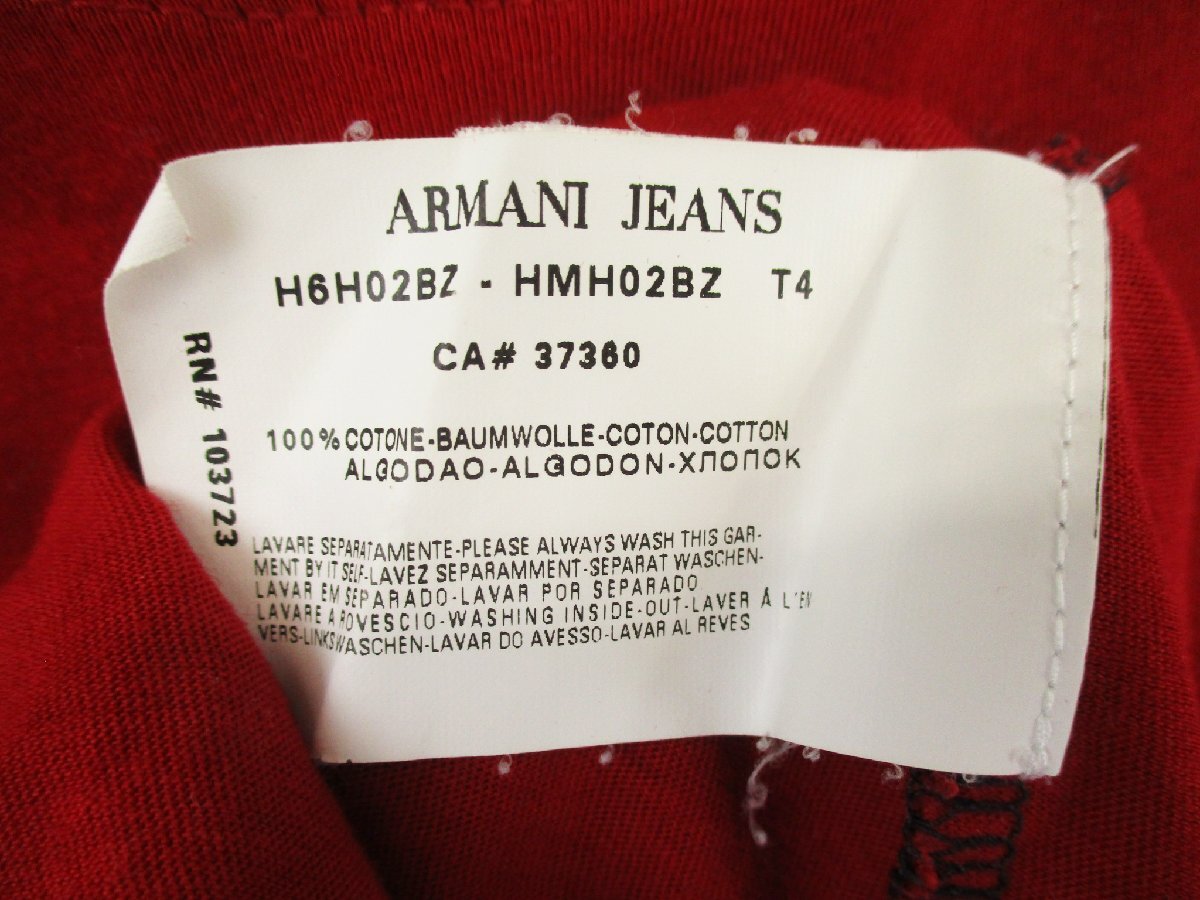 ARMANI JEANS
H6H02BZ - HMH02BZ T4
CA# 37360
RN# 103723
100% COTONE-BAUMWOLLE-COTON-COTTON
ALGODAO-ALGODON-ХЛОПОК
LAVARE SEPARATAMENTE-PLEASE ALWAYS WASH THIS GAR-
MENT BY IT SELF-LAVEZ SEPARAMMENT-SEPARAT WASCHEN-
LAVAR EM SEPARADO-LAVAR POR SEPARADO
LAVARE A ROVESCIO-WASHING INSIDE-OUT-LAVER À L'EN
VERS-LINKSWASCHEN-LAVAR DO AVESSO-LAVAR AL REVES